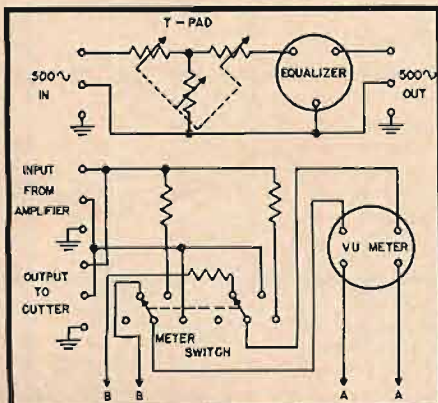 T-PAD
500~
IN
EQUALIZER
500~
OUT
INPUT
FROM
AMPLIFIER
OUTPUT
TO
CUTTER
VU METER
METER
SWITCH
B
B
A
A